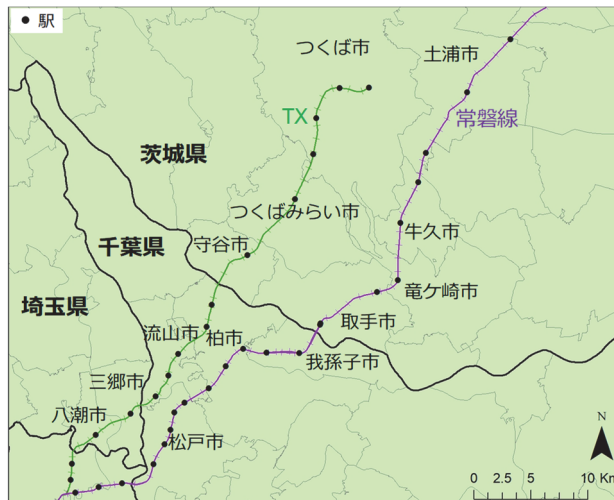 ● 駅
つくば市
土浦市
TX
常磐線
茨城県
つくばみらい市
守谷市
牛久市
千葉県
竜ケ崎市
埼玉県
取手市
流山市
柏市
我孫子市
三郷市
八潮市
松戸市
N
0 2.5 5 10 Km